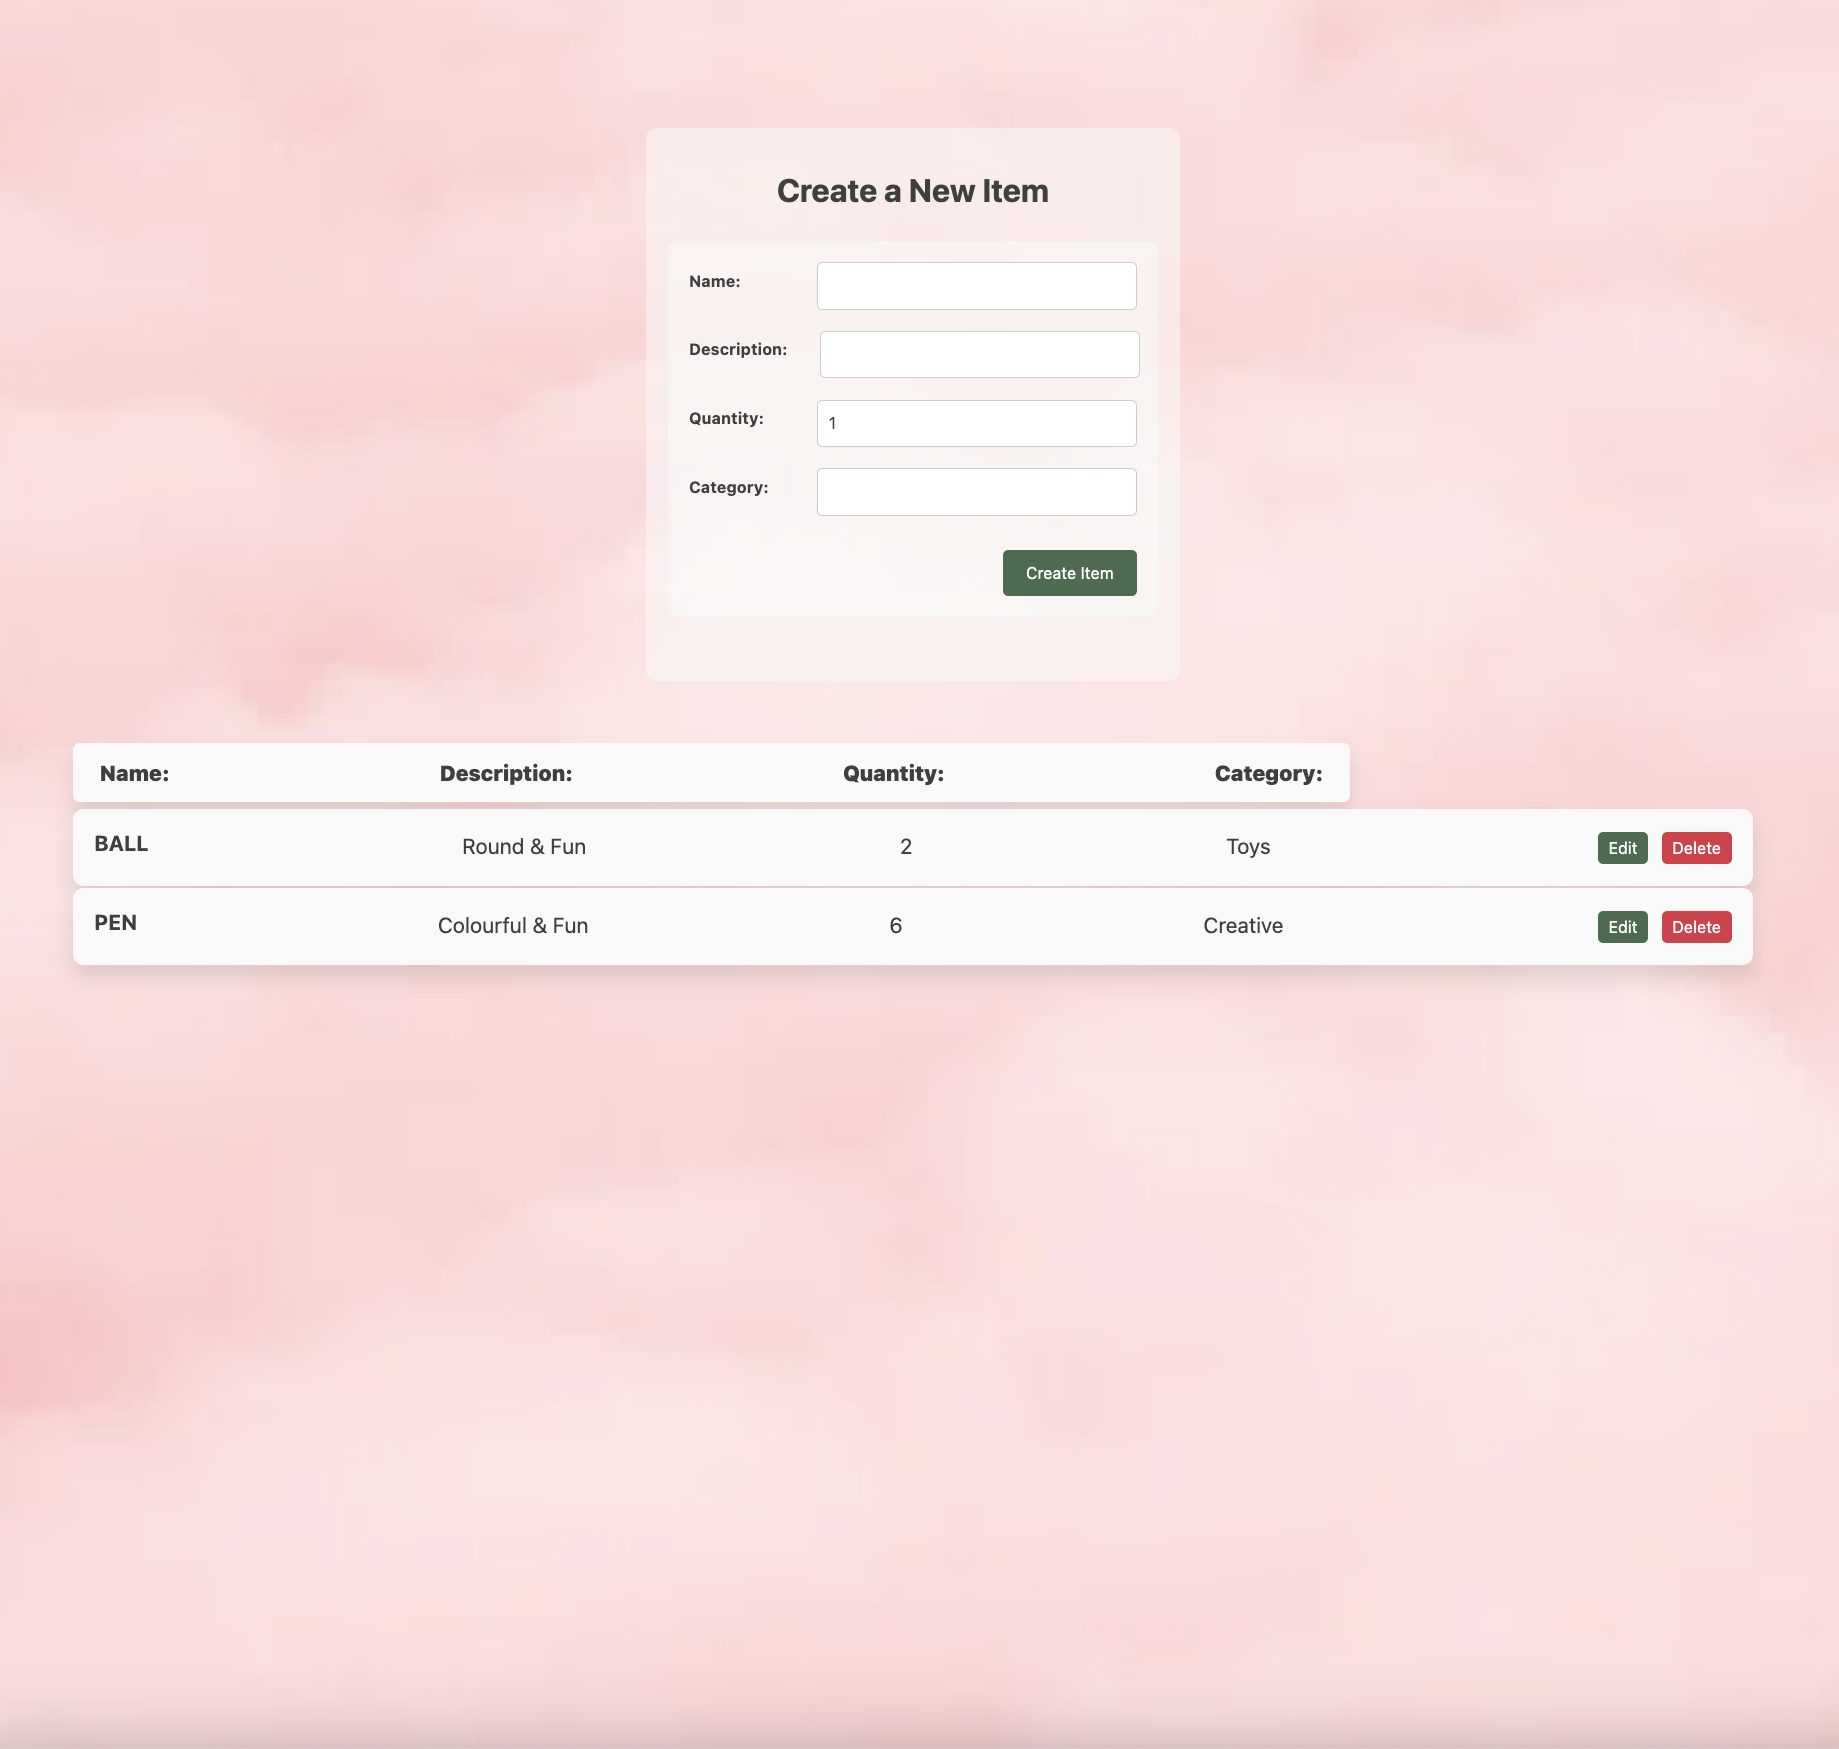 Create a New Item
Name:
Description:
Quantity: 1
Category:
Create Item
Name: Description: Quantity: Category:
BALL Round & Fun 2 Toys Edit Delete
PEN Colourful & Fun 6 Creative Edit Delete